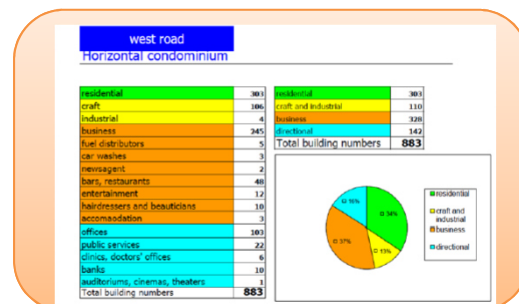 west road
Horizontal condominium
residential 303
craft 106
industrial 4
business 245
fuel distributors 5
car washes 3
newsagent 2
bars, restaurants 48
entertainment 12
hairdressers and beauticians 10
accomaodation 3
offices 103
public services 22
clinics, doctors' offices 6
banks 10
auditoriums, cinemas, theaters 1
Total building numbers 883
residential 303
craft and industrial 110
business 328
directional 142
Total building numbers 883
16%
34%
37%
13%
residential
craft and
industrial
business
directional